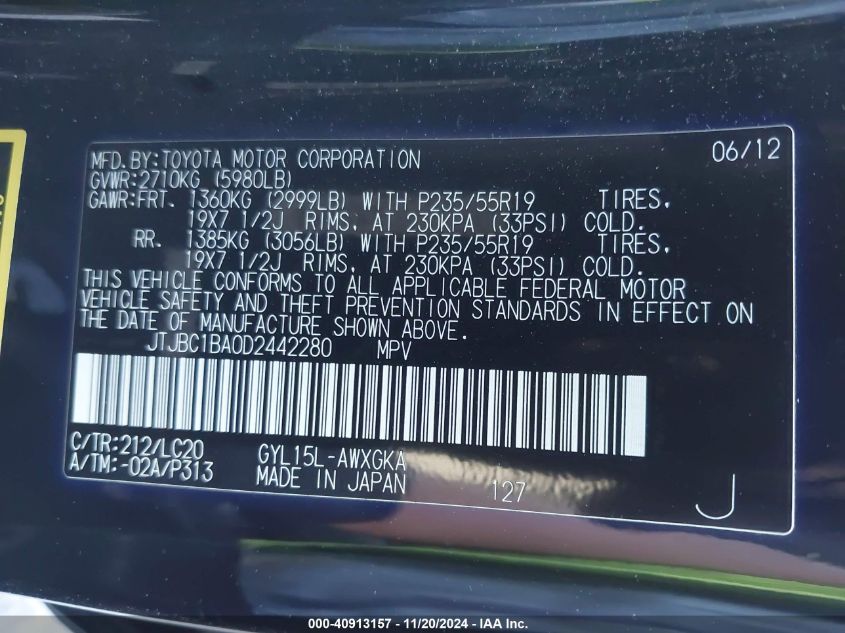 MFD. BY: TOYOTA MOTOR CORPORATION 06/12
GVWR: 2710KG (5980LB)
GAWR: FRT. 1360KG (2999LB) WITH P235/55R19 TIRES,
19X7 1/2J RIMS, AT 230KPA (33PSI) COLD.
RR. 1385KG (3056LB) WITH P235/55R19 TIRES,
19X7 1/2J RIMS, AT 230KPA (33PSI) COLD.
THIS VEHICLE CONFORMS TO ALL APPLICABLE FEDERAL MOTOR
VEHICLE SAFETY AND THEFT PREVENTION STANDARDS IN EFFECT ON
THE DATE OF MANUFACTURE SHOWN ABOVE.
JTJBC1BA0D2442280 MPV
C/TR: 212/LC20 GYL15L-AWXGKA
A/TM: -02A/P313 MADE IN JAPAN 127 J
000-40913157 - 11/20/2024 - IAA Inc.